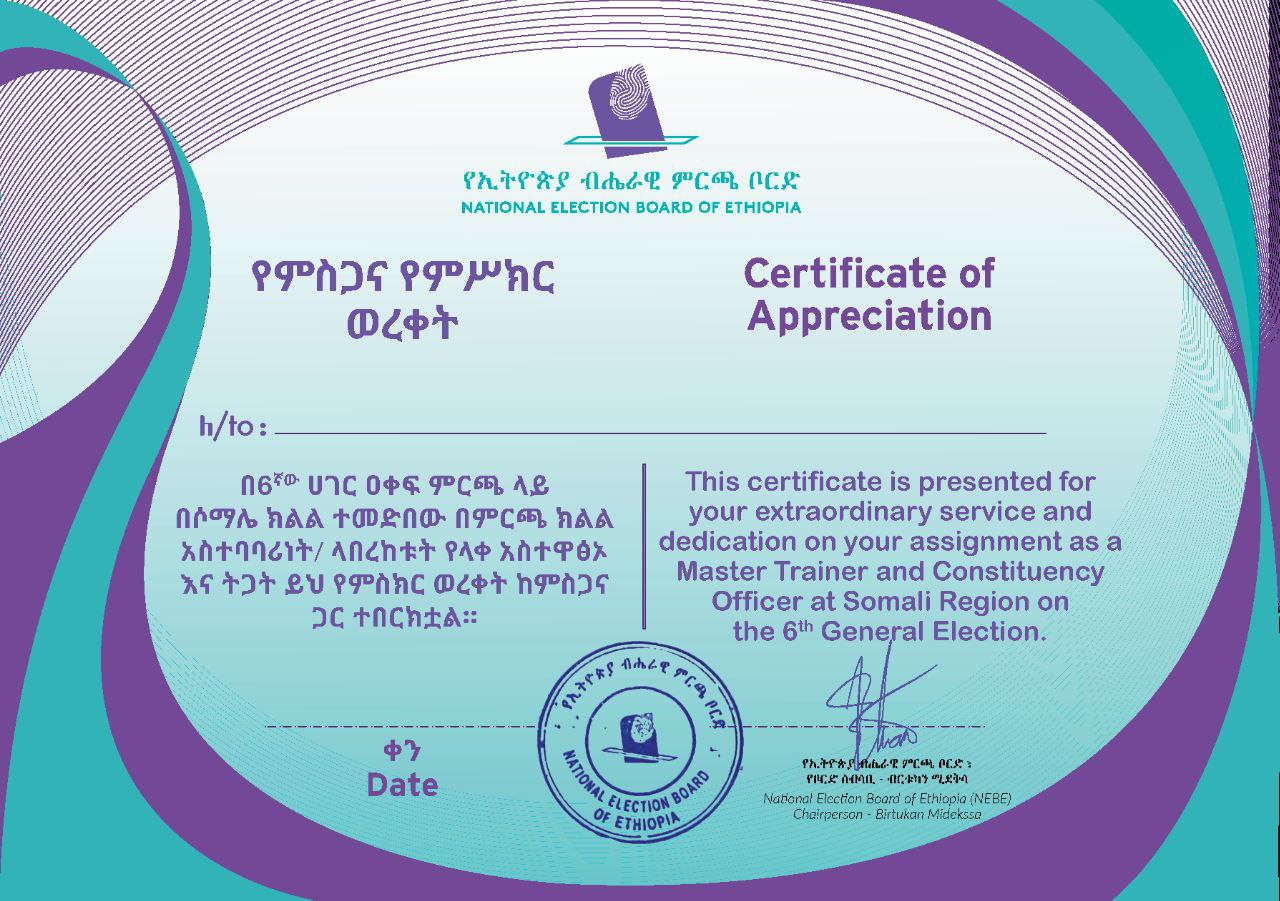 የኢትዮጵያ ብሔራዊ ምርጫ ቦርድ
NATIONAL ELECTION BOARD OF ETHIOPIA
የምስጋና የምሥክር
ወረቀት
Certificate of
Appreciation
ለ/to :
በ6ኛው ሀገር ዐቀፍ ምርጫ ላይ
በሶማሌ ክልል ተመድበው በምርጫ ክልል
አስተባባሪነት/ ላበረከቱት የላቀ አስተዋፅኦ
እና ትጋት ይህ የምስክር ወረቀት ከምስጋና
ጋር ተበርክቷል።
This certificate is presented for
your extraordinary service and
dedication on your assignment as a
Master Trainer and Constituency
Officer at Somali Region on
the 6th General Election.
ቀን
Date
የኢትዮጵያ ብሔራዊ ምርጫ ቦርድ
NATIONAL ELECTION BOARD
OF ETHIOPIA
የኢትዮጵያ ብሔራዊ ምርጫ ቦርድ ፣
የቦርድ ሰብሳቢ - ብርቱካን ሚደቅሳ
National Election Board of Ethiopia (NEBE)
Chairperson - Birtukan Midekssa